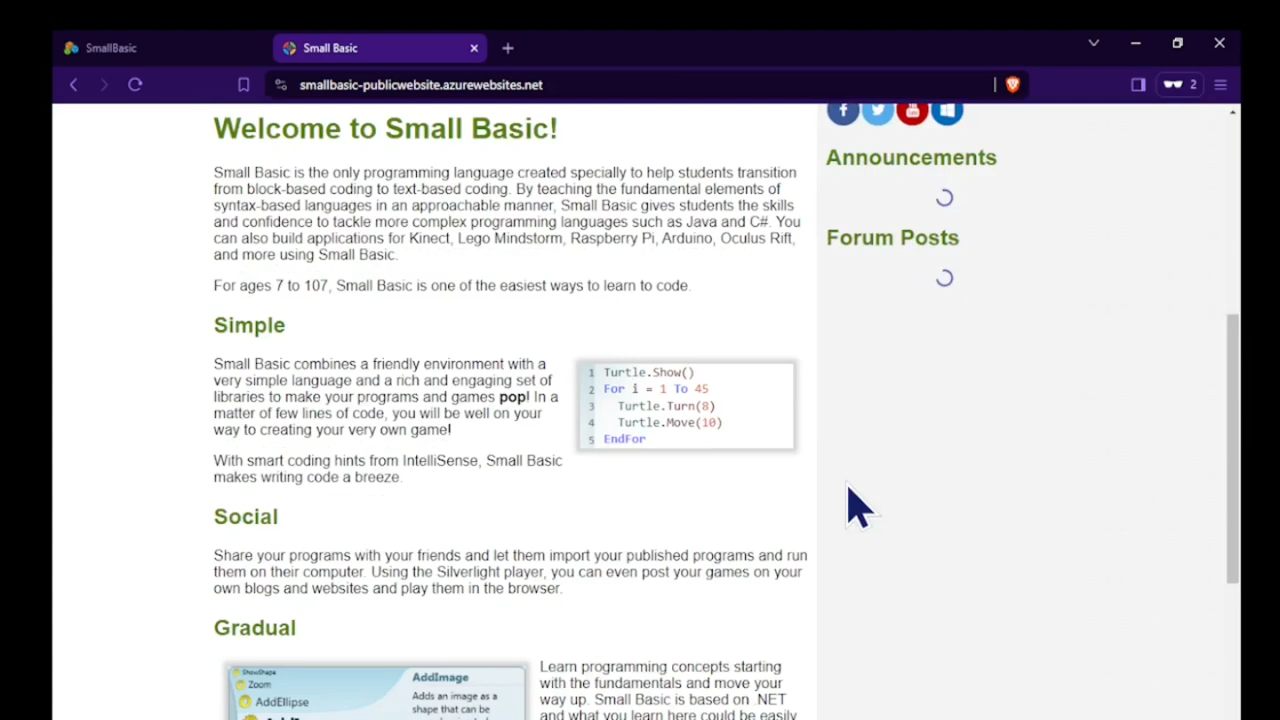 SmallBasic
Small Basic
smallbasic-publicwebsite.azurewebsites.net
2
Welcome to Small Basic!
Small Basic is the only programming language created specially to help students transition
from block-based coding to text-based coding. By teaching the fundamental elements of
syntax-based languages in an approachable manner, Small Basic gives students the skills
and confidence to tackle more complex programming languages such as Java and C#. You
can also build applications for Kinect, Lego Mindstorm, Raspberry Pi, Arduino, Oculus Rift,
and more using Small Basic.
For ages 7 to 107, Small Basic is one of the easiest ways to learn to code.
Simple
Small Basic combines a friendly environment with a
very simple language and a rich and engaging set of
libraries to make your programs and games pop! In a
matter of few lines of code, you will be well on your
way to creating your very own game!
With smart coding hints from IntelliSense, Small Basic
makes writing code a breeze.
1 Turtle.Show()
2 For i = 1 To 45
3 Turtle.Turn(8)
4 Turtle.Move(10)
5 EndFor
Social
Share your programs with your friends and let them import your published programs and run
them on their computer. Using the Silverlight player, you can even post your games on your
own blogs and websites and play them in the browser.
Gradual
ShowShape
Zoom
AddEllipse
AddImage
Adds an image as a
shape that can be
Learn programming concepts starting
with the fundamentals and move your
way up. Small Basic is based on .NET
and what you learn here could be easily
Announcements
Forum Posts